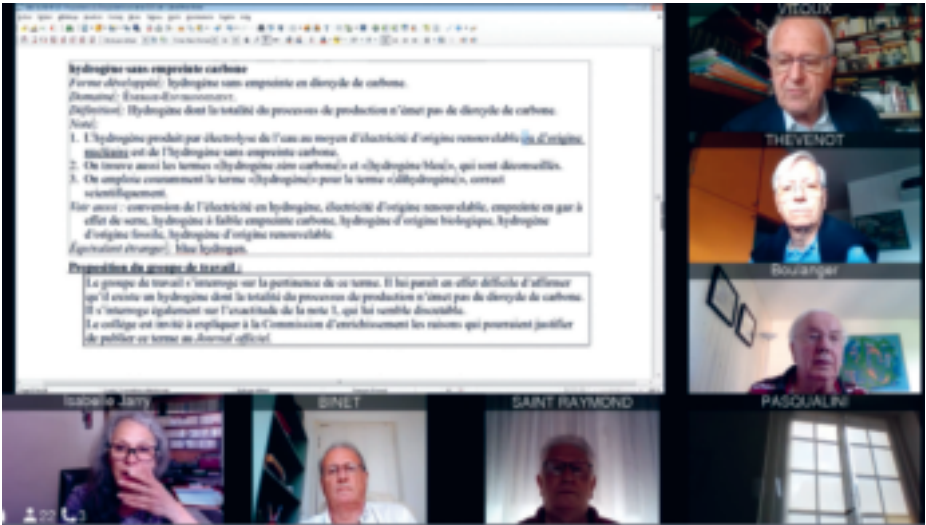 hydrogène sans empreinte carbone
Forme développée : hydrogène sans empreinte en dioxyde de carbone.
Domaine : ÉNERGIE-ENVIRONNEMENT.
Définition : Hydrogène dont la totalité du processus de production n'émet pas de dioxyde de carbone.
Note :
1. L'hydrogène produit par électrolyse de l'eau au moyen d'électricité d'origine renouvelable ou d'origine
nucléaire est de l'hydrogène sans empreinte carbone.
2. On trouve aussi les termes « hydrogène zéro carbone » et « hydrogène bleu », qui sont déconseillés.
3. On emploie couramment le terme « hydrogène » pour le terme « dihydrogène », correct
scientifiquement.
Voir aussi : conversion de l'électricité en hydrogène, électricité d'origine renouvelable, empreinte en gaz à
effet de serre, hydrogène à faible empreinte carbone, hydrogène d'origine biologique, hydrogène
d'origine fossile, hydrogène d'origine renouvelable.
Équivalent étranger : blue hydrogen.
Proposition du groupe de travail :
Le groupe de travail s'interroge sur la pertinence de ce terme. Il lui paraît en effet difficile d'affirmer
qu'il existe un hydrogène dont la totalité du processus de production n'émet pas de dioxyde de carbone.
Il s'interroge également sur l'exactitude de la note 1, qui lui semble discutable.
Le collège est invité à expliquer à la Commission d'enrichissement les raisons qui pourraient justifier
de publier ce terme au Journal officiel.
VITOUX
THEVENOT
Boulanger
Isabelle Jarry
BINET
SAINT RAYMOND
PASQUALINI
22 3